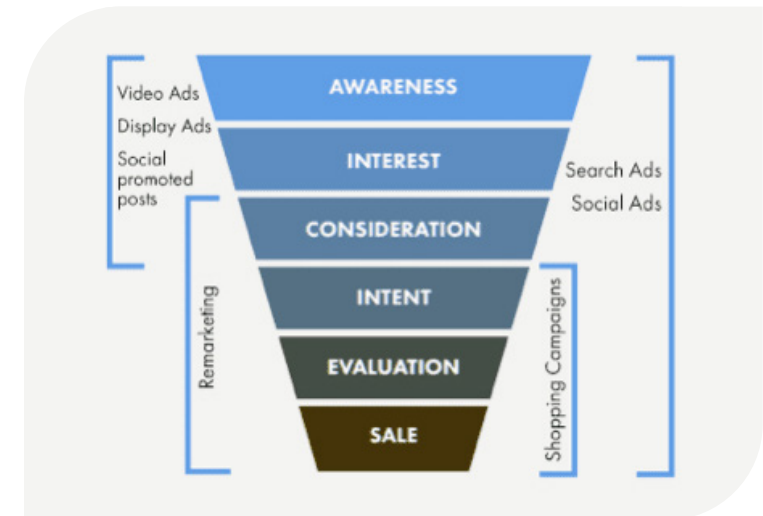 AWARENESS
Video Ads
Display Ads
Social
promoted
posts
INTEREST
Search Ads
Social Ads
CONSIDERATION
INTENT
Remarketing
Shopping Campaigns
EVALUATION
SALE